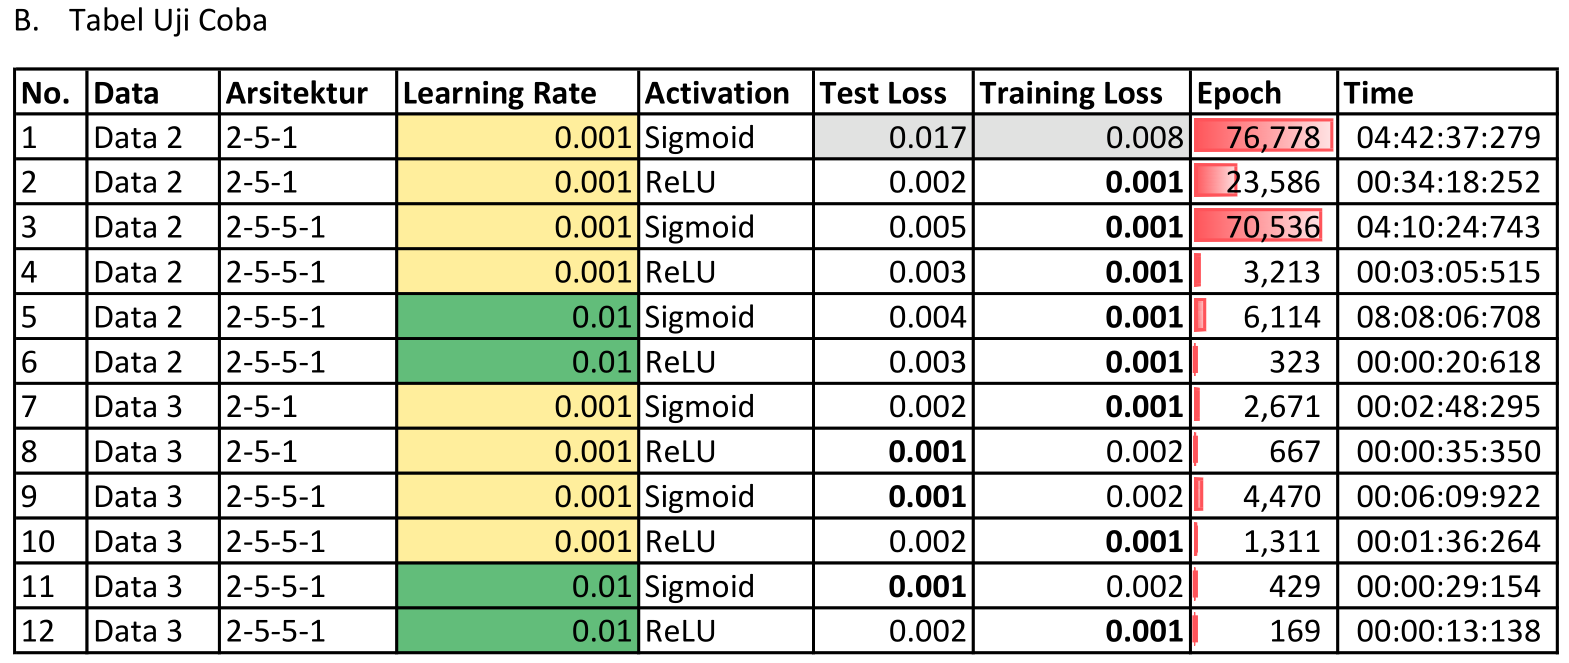 B. Tabel Uji Coba
No. Data Arsitektur Learning Rate Activation Test Loss Training Loss Epoch Time
1 Data 2 2-5-1 0.001 Sigmoid 0.017 0.008 76,778 04:42:37:279
2 Data 2 2-5-1 0.001 ReLU 0.002 0.001 23,586 00:34:18:252
3 Data 2 2-5-5-1 0.001 Sigmoid 0.005 0.001 70,536 04:10:24:743
4 Data 2 2-5-5-1 0.001 ReLU 0.003 0.001 3,213 00:03:05:515
5 Data 2 2-5-5-1 0.01 Sigmoid 0.004 0.001 6,114 08:08:06:708
6 Data 2 2-5-5-1 0.01 ReLU 0.003 0.001 323 00:00:20:618
7 Data 3 2-5-1 0.001 Sigmoid 0.002 0.001 2,671 00:02:48:295
8 Data 3 2-5-1 0.001 ReLU 0.001 0.002 667 00:00:35:350
9 Data 3 2-5-5-1 0.001 Sigmoid 0.001 0.002 4,470 00:06:09:922
10 Data 3 2-5-5-1 0.001 ReLU 0.002 0.001 1,311 00:01:36:264
11 Data 3 2-5-5-1 0.01 Sigmoid 0.001 0.002 429 00:00:29:154
12 Data 3 2-5-5-1 0.01 ReLU 0.002 0.001 169 00:00:13:138